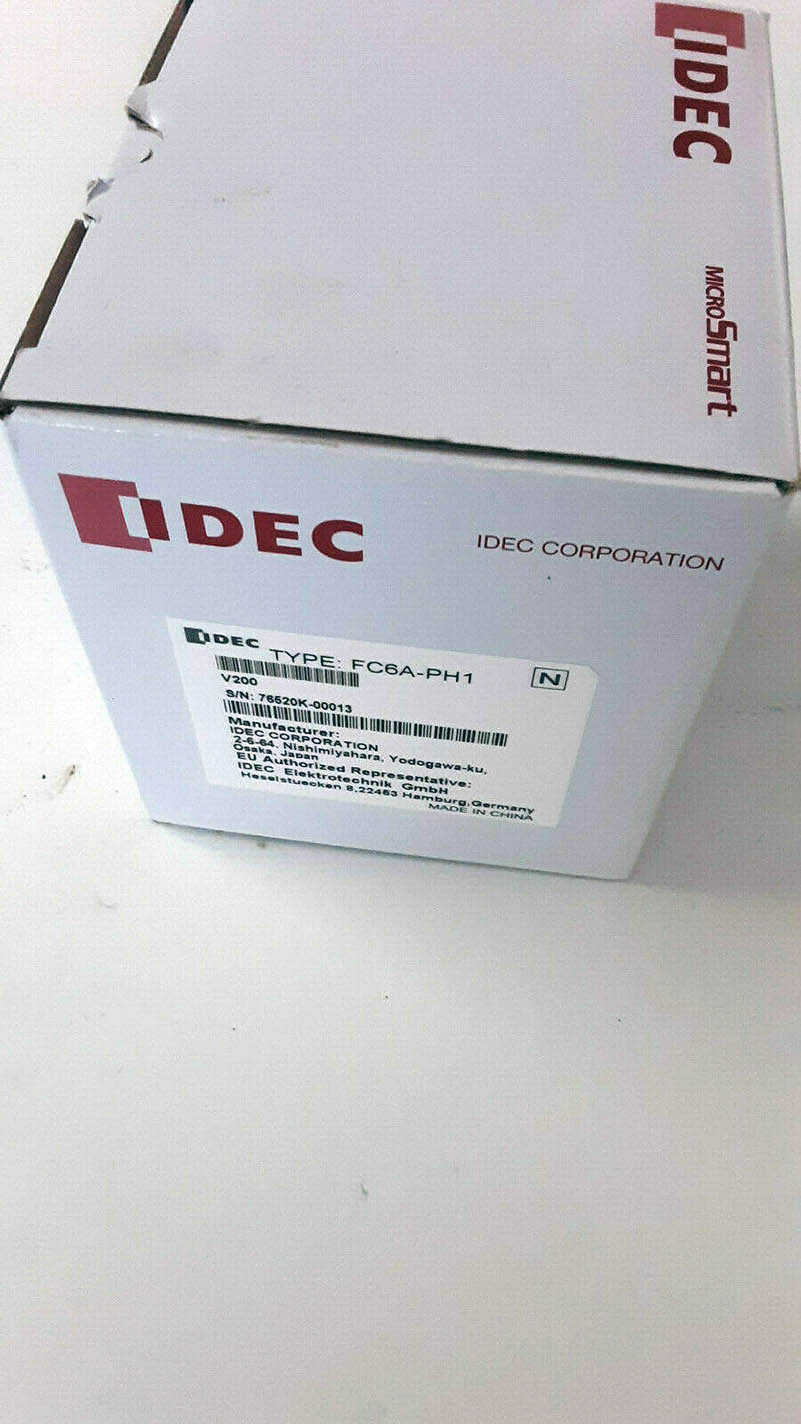 IDEC
MICROSmart
IDEC
IDEC CORPORATION
IDEC
TYPE: FC6A-PH1
N
V200
S/N: 76520K-00013
Manufacturer:
IDEC CORPORATION
2-6-64, Nishimiyahara, Yodogawa-ku,
Osaka, Japan
EU Authorized Representative:
IDEC Elektrotechnik GmbH
Heselstuecken 8,22453 Hamburg,Germany
MADE IN CHINA